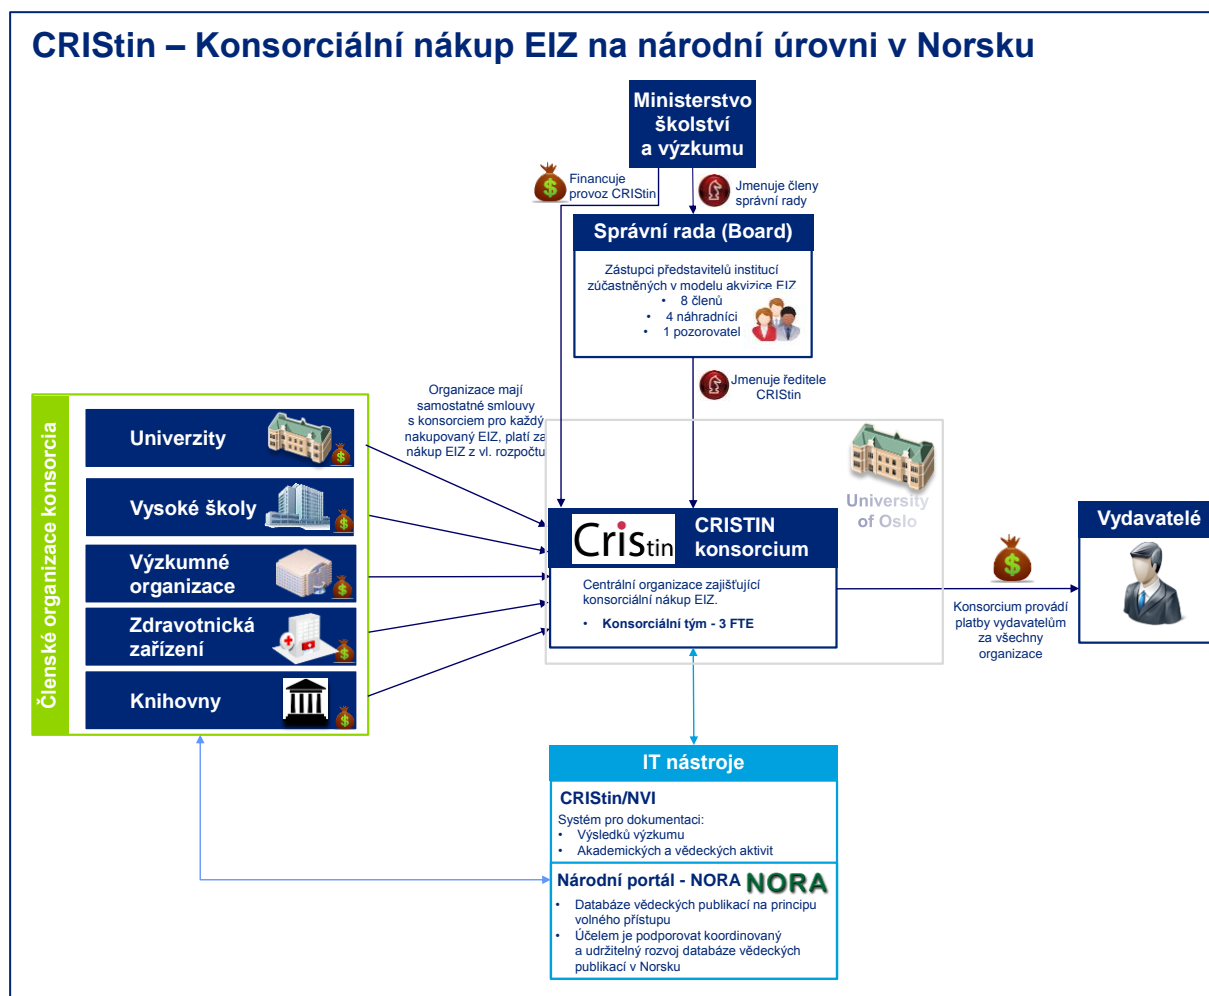 CRIStin – Konsorciální nákup EIZ na národní úrovni v Norsku
Ministerstvo
školství
a výzkumu
Financuje
provoz CRIStin
Jmenuje členy
správní rady
Správní rada (Board)
Zástupci představitelů institucí
zúčastněných v modelu akvizice EIZ
• 8 členů
• 4 náhradníci
• 1 pozorovatel
Jmenuje ředitele
CRIStin
Organizace mají
samostatné smlouvy
s konsorciem pro každý
nakupovaný EIZ, platí za
nákup EIZ z vl. rozpočtu
Členské organizace konsorcia
Univerzity
Vysoké školy
Výzkumné
organizace
Zdravotnická
zařízení
Knihovny
University
of Oslo
Cristin
CRISTIN
konsorcium
Centrální organizace zajišťující
konsorciální nákup EIZ.
• Konsorciální tým - 3 FTE
Konsorcium provádí
platby vydavatelům
za všechny
organizace
Vydavatelé
IT nástroje
CRIStin/NVI
Systém pro dokumentaci:
• Výsledků výzkumu
• Akademických a vědeckých aktivit
Národní portál - NORA NORA
• Databáze vědeckých publikací na principu
volného přístupu
• Účelem je podporovat koordinovaný
a udržitelný rozvoj databáze vědeckých
publikací v Norsku